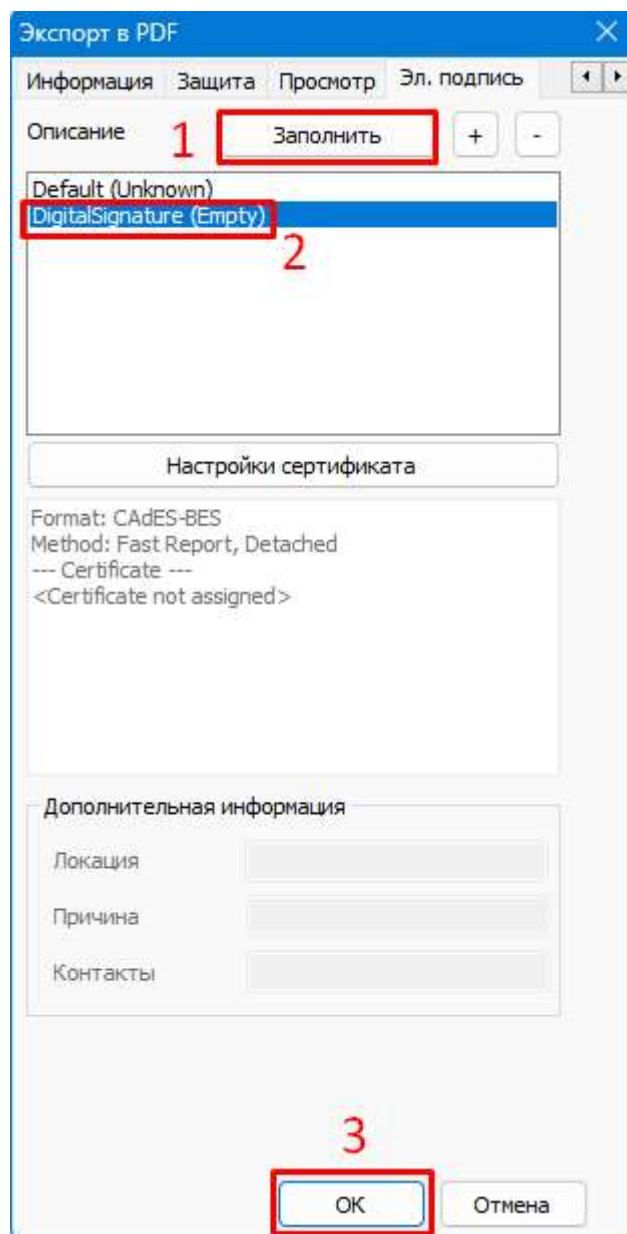 Экспорт в PDF
Информация Защита Просмотр Эл. подпись
Описание 1 Заполнить + -
Default (Unknown)
DigitalSignature (Empty)
2
Настройки сертификата
Format: CAdES-BES
Method: Fast Report, Detached
--- Certificate ---
<Certificate not assigned>
Дополнительная информация
Локация
Причина
Контакты
3
ОК Отмена